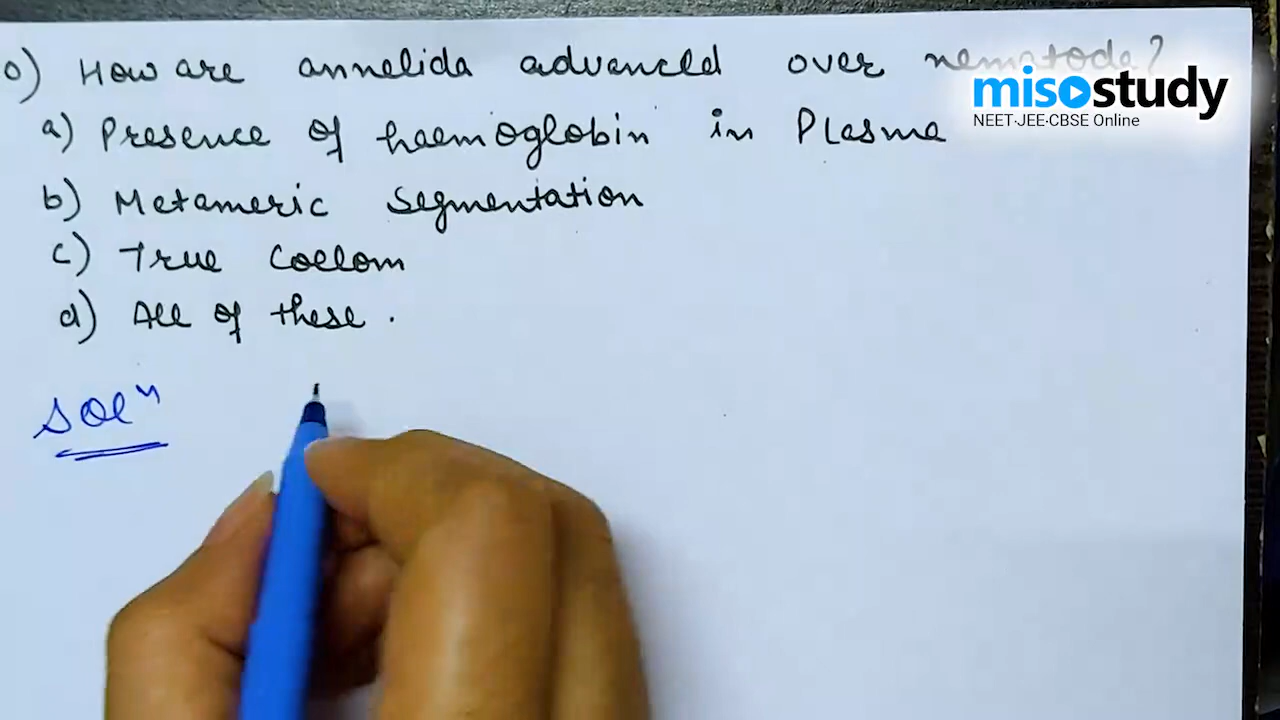 o) How are annelida advanced over nematoda?
misostudy
NEET-JEE-CBSE Online
a) Presence of haemoglobin in Plasma
b) Metameric Segmentation
c) True Coelom
d) All of these .
Solⁿ